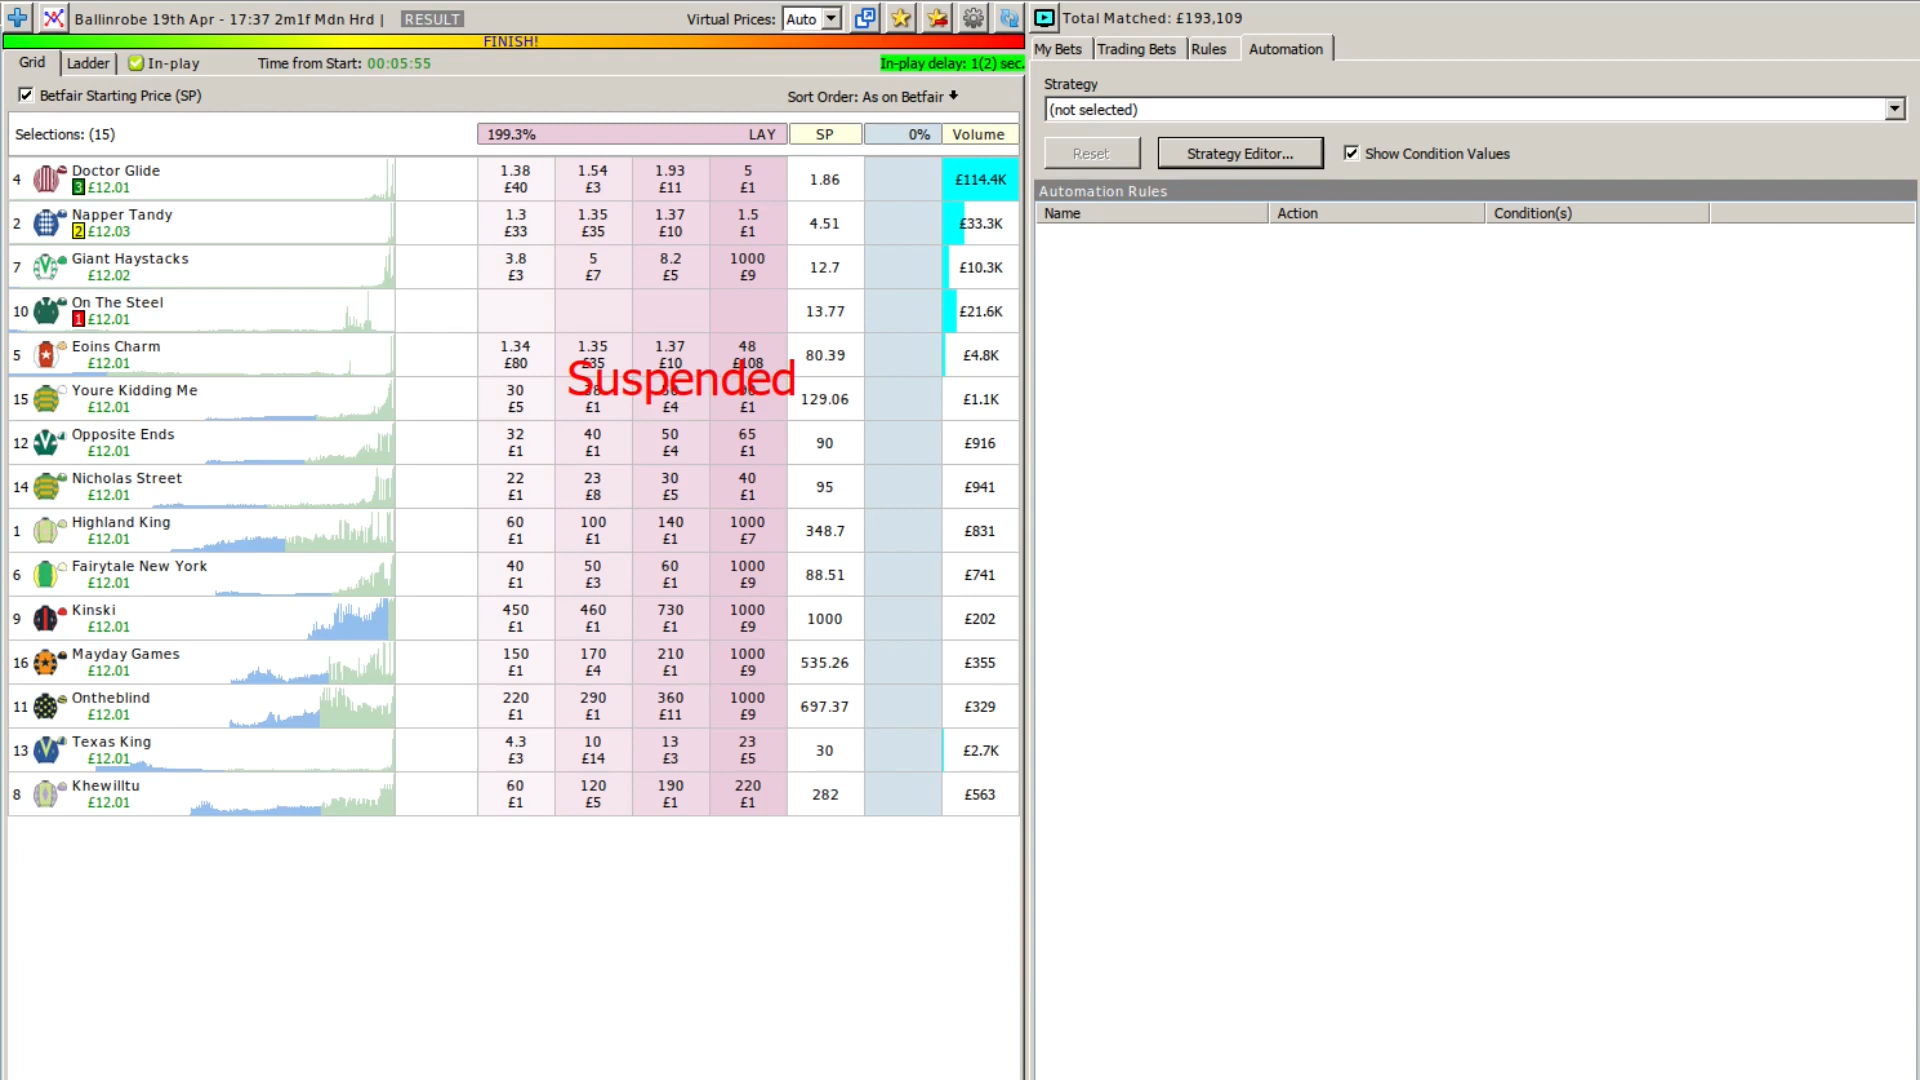 Ballinrobe 19th Apr - 17:37 2m1f Mdn Hrd | RESULT Virtual Prices: Auto Total Matched: £193,109
FINISH!
My Bets Trading Bets Rules Automation
Grid Ladder In-play Time from Start: 00:05:55 In-play delay: 1(2) sec.
Strategy
Betfair Starting Price (SP) Sort Order: As on Betfair
(not selected)
Selections: (15) 199.3% LAY SP 0% Volume
Reset Strategy Editor... Show Condition Values
Automation Rules
Name Action Condition(s)
4 Doctor Glide 1.38 1.54 1.93 5 1.86 £114.4K
3 £12.01 £40 £3 £11 £1
2 Napper Tandy 1.3 1.35 1.37 1.5 4.51 £33.3K
2 £12.03 £33 £35 £10 £1
7 Giant Haystacks 3.8 5 8.2 1000 12.7 £10.3K
£12.02 £3 £7 £5 £9
10 On The Steel 13.77 £21.6K
1 £12.01
5 Eoins Charm 1.34 1.35 1.37 48 80.39 £4.8K
£12.01 £80 £35 £10 £108
Suspended
15 Youre Kidding Me 30 129.06 £1.1K
£12.01 £5 £1 £4 £1
12 Opposite Ends 32 40 50 65 90 £916
£12.01 £1 £1 £4 £1
14 Nicholas Street 22 23 30 40 95 £941
£12.01 £1 £8 £5 £1
1 Highland King 60 100 140 1000 348.7 £831
£12.01 £1 £1 £1 £7
6 Fairytale New York 40 50 60 1000 88.51 £741
£12.01 £1 £3 £1 £9
9 Kinski 450 460 730 1000 1000 £202
£12.01 £1 £1 £1 £9
16 Mayday Games 150 170 210 1000 535.26 £355
£12.01 £1 £4 £1 £9
11 Ontheblind 220 290 360 1000 697.37 £329
£12.01 £1 £1 £11 £9
13 Texas King 4.3 10 13 23 30 £2.7K
£12.01 £3 £14 £3 £5
8 Khewilltu 60 120 190 220 282 £563
£12.01 £1 £5 £1 £1